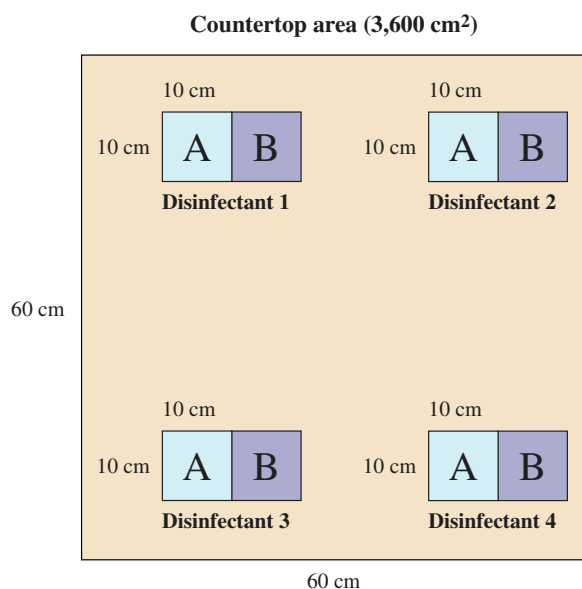 Countertop area (3,600 cm²)
10 cm 10 cm
10 cm A B 10 cm A B
Disinfectant 1 Disinfectant 2
60 cm
10 cm 10 cm
10 cm A B 10 cm A B
Disinfectant 3 Disinfectant 4
60 cm